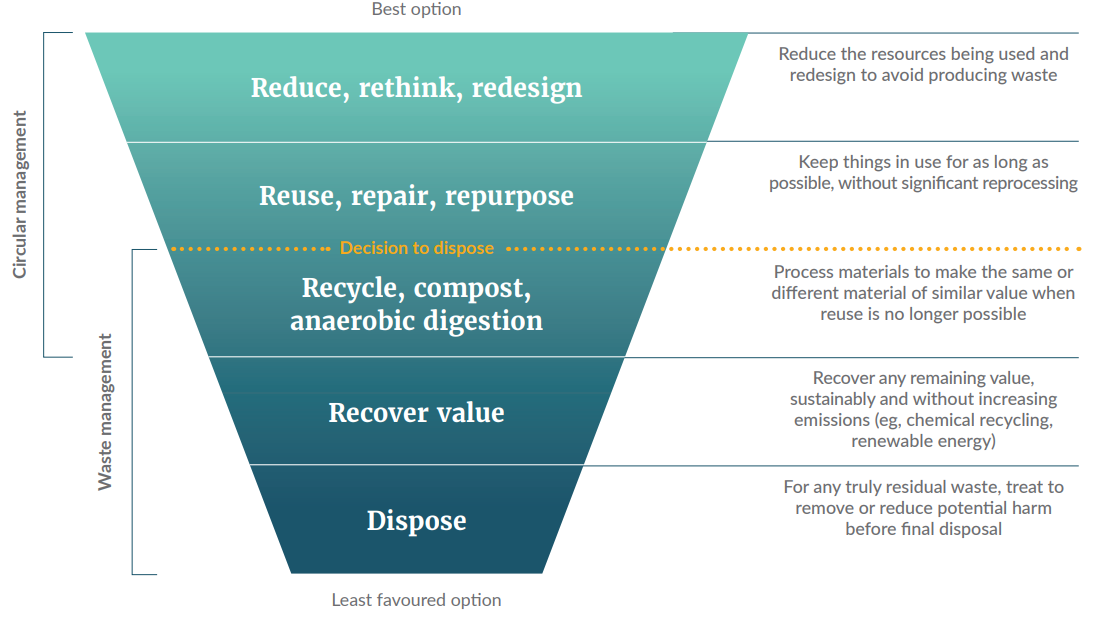 Best option
Circular management
Reduce, rethink, redesign
Reduce the resources being used and
redesign to avoid producing waste
Reuse, repair, repurpose
Keep things in use for as long as
possible, without significant reprocessing
Decision to dispose
Waste management
Recycle, compost,
anaerobic digestion
Process materials to make the same or
different material of similar value when
reuse is no longer possible
Recover value
Recover any remaining value,
sustainably and without increasing
emissions (eg, chemical recycling,
renewable energy)
Dispose
For any truly residual waste, treat to
remove or reduce potential harm
before final disposal
Least favoured option